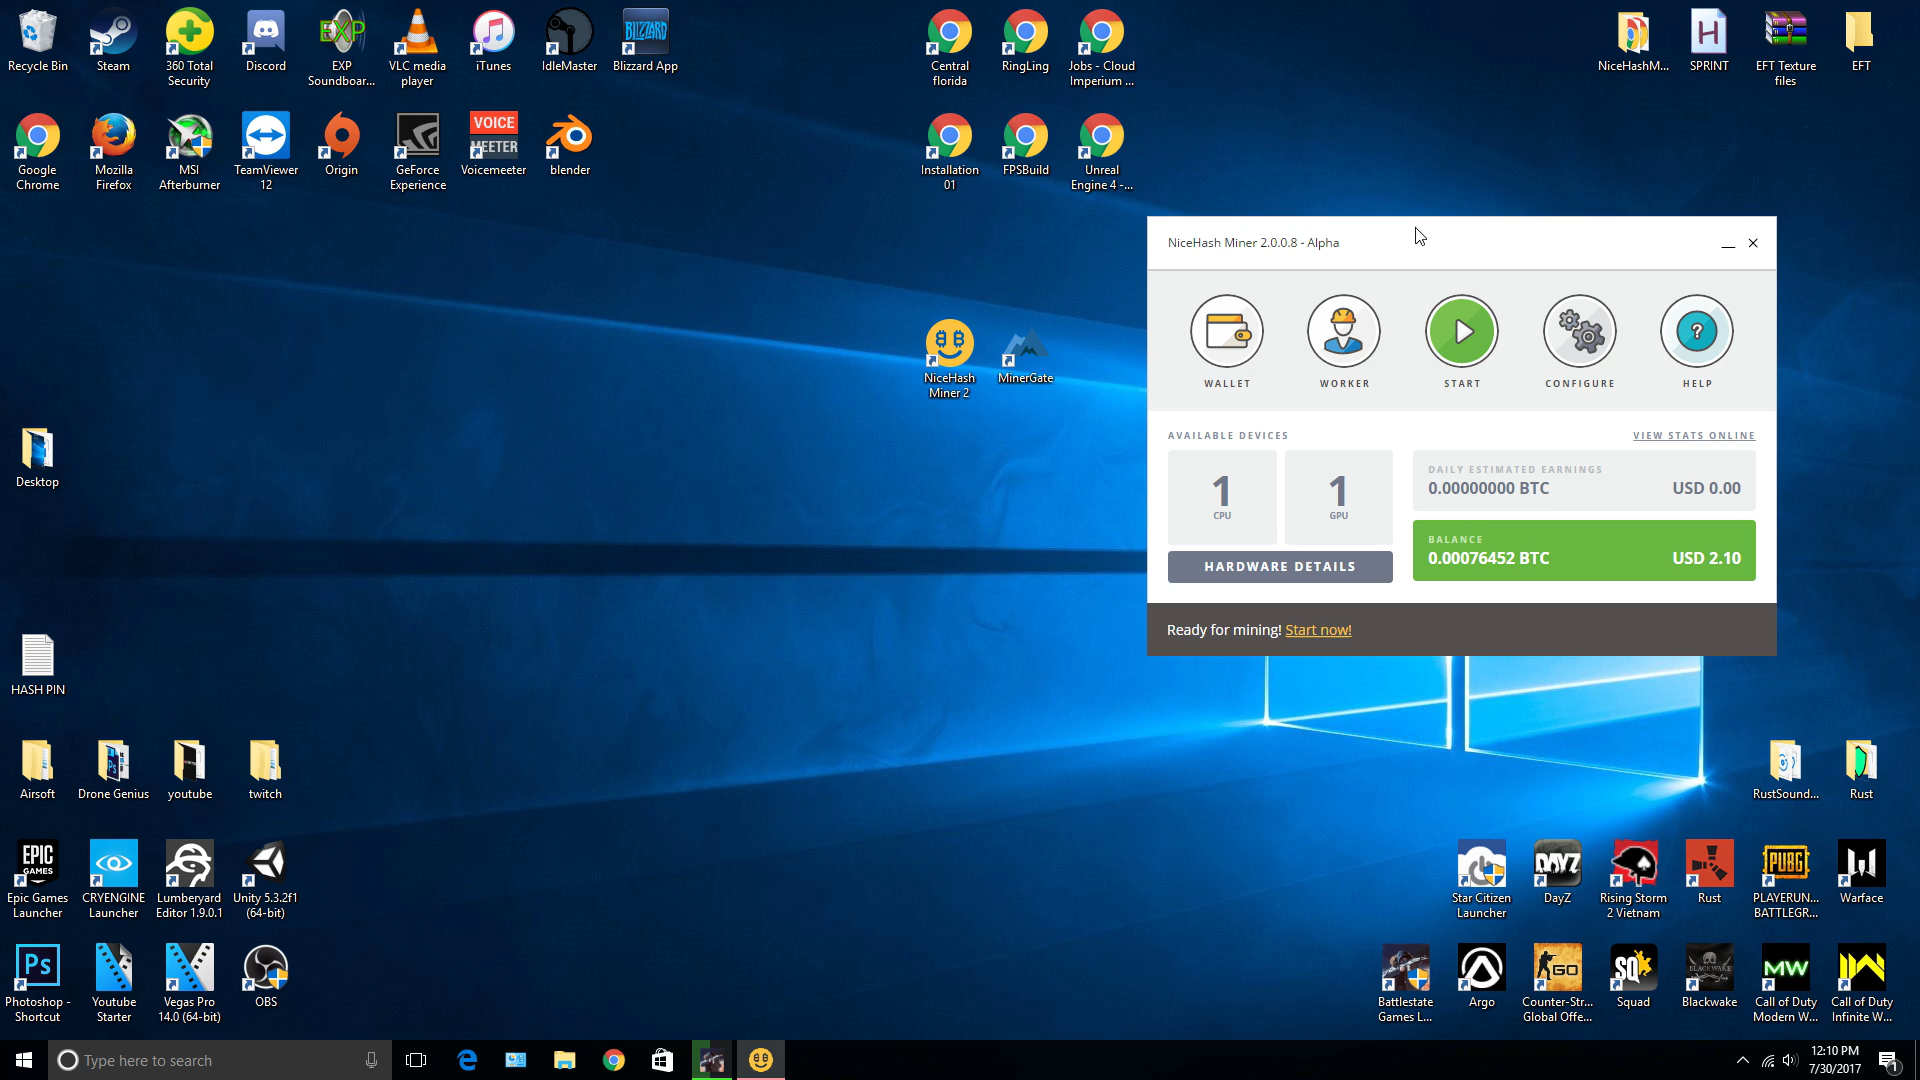 Recycle Bin
Steam
360 Total
Security
Discord
EXP
EXP
Soundboar...
VLC media
player
iTunes
IdleMaster
BLIZZARD
Blizzard App
Central
florida
RingLing
Jobs - Cloud
Imperium ...
NiceHashM...
H
SPRINT
EFT Texture
files
EFT
Google
Chrome
Mozilla
Firefox
MSI
Afterburner
TeamViewer
12
Origin
GeForce
Experience
VOICE
MEETER
Voicemeeter
blender
Installation
01
FPSBuild
Unreal
Engine 4 -...
NiceHash
Miner 2
MinerGate
NiceHash Miner 2.0.0.8 - Alpha
WALLET
WORKER
START
CONFIGURE
HELP
AVAILABLE DEVICES
VIEW STATS ONLINE
1
CPU
1
GPU
HARDWARE DETAILS
DAILY ESTIMATED EARNINGS
0.00000000 BTC
USD 0.00
BALANCE
0.00076452 BTC
USD 2.10
Ready for mining! Start now!
Desktop
HASH PIN
Airsoft
Drone Genius
youtube
twitch
RustSound...
Rust
EPIC
GAMES
Epic Games
Launcher
CRYENGINE
Launcher
Lumberyard
Editor 1.9.0.1
Unity 5.3.2f1
(64-bit)
Star Citizen
Launcher
DAYZ
DayZ
Rising Storm
2 Vietnam
Rust
PUBG
PLAYERUN...
BATTLEGR...
Warface
Ps
Photoshop -
Shortcut
Youtube
Starter
Vegas Pro
14.0 (64-bit)
OBS
Battlestate
Games L...
Argo
GO
Counter-Str...
Global Offe...
SQ
Squad
BLACKWAKE
Blackwake
MW
Call of Duty
Modern W...
IW
Call of Duty
Infinite W...
Type here to search
12:10 PM
7/30/2017
1